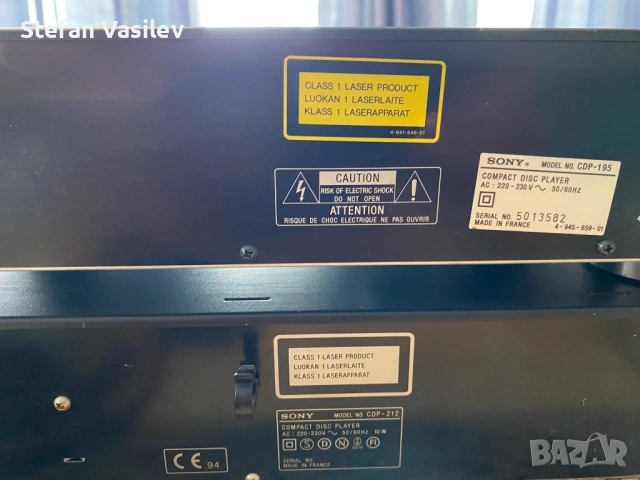 Stefan Vasilev
CLASS 1 LASER PRODUCT
LUOKAN 1 LASERLAITE
KLASS 1 LASERAPPARAT
4-941-548-01
CAUTION
RISK OF ELECTRIC SHOCK
DO NOT OPEN
ATTENTION
RISQUE DE CHOC ELECTRIQUE NE PAS OUVRIR
SONY® MODEL NO. CDP-195
COMPACT DISC PLAYER
AC : 220-230V ~ 50/60Hz
SERIAL NO. 5013582
MADE IN FRANCE 4-945-659-01
CLASS 1 LASER PRODUCT
LUOKAN 1 LASERLAITE
KLASS 1 LASERAPPARAT
SONY MODEL NO. CDP-212
COMPACT DISC PLAYER
AC : 220-230V ~ 50/60Hz 10W
S D N FI
SERIAL NO.
MADE IN FRANCE
CE 94
BAZAR